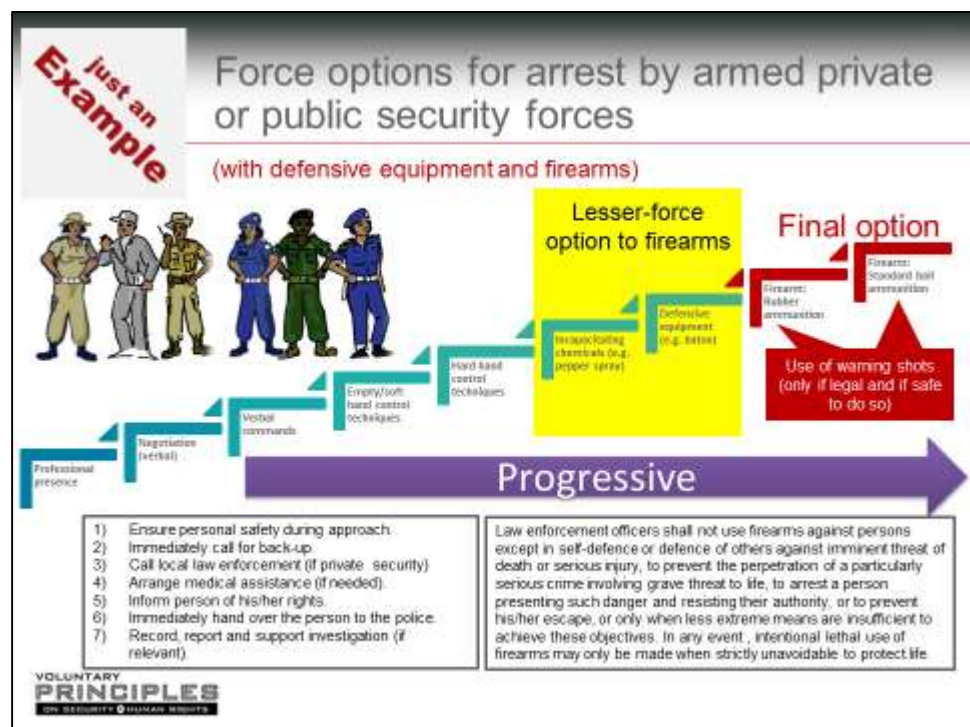 just an
Example
Force options for arrest by armed private
or public security forces
(with defensive equipment and firearms)
Lesser-force
option to firearms
Final option
Professional
presence
Negotiation
(verbal)
Verbal
commands
Empty/soft
hand control
techniques
Hard hand
control
techniques
Incapacitating
chemicals (e.g.
pepper spray)
Defensive
equipment
(e.g. baton)
Firearm:
Rubber
ammunition
Firearm:
Standard ball
ammunition
Use of warning shots
(only if legal and if safe
to do so)
Progressive
1) Ensure personal safety during approach.
2) Immediately call for back-up.
3) Call local law enforcement (if private security)
4) Arrange medical assistance (if needed).
5) Inform person of his/her rights.
6) Immediately hand over the person to the police.
7) Record, report and support investigation (if
relevant).
Law enforcement officers shall not use firearms against persons
except in self-defence or defence of others against imminent threat of
death or serious injury, to prevent the perpetration of a particularly
serious crime involving grave threat to life, to arrest a person
presenting such danger and resisting their authority, or to prevent
his/her escape, or only when less extreme means are insufficient to
achieve these objectives. In any event , intentional lethal use of
firearms may only be made when strictly unavoidable to protect life.
VOLUNTARY
PRINCIPLES
ON SECURITY HUMAN RIGHTS